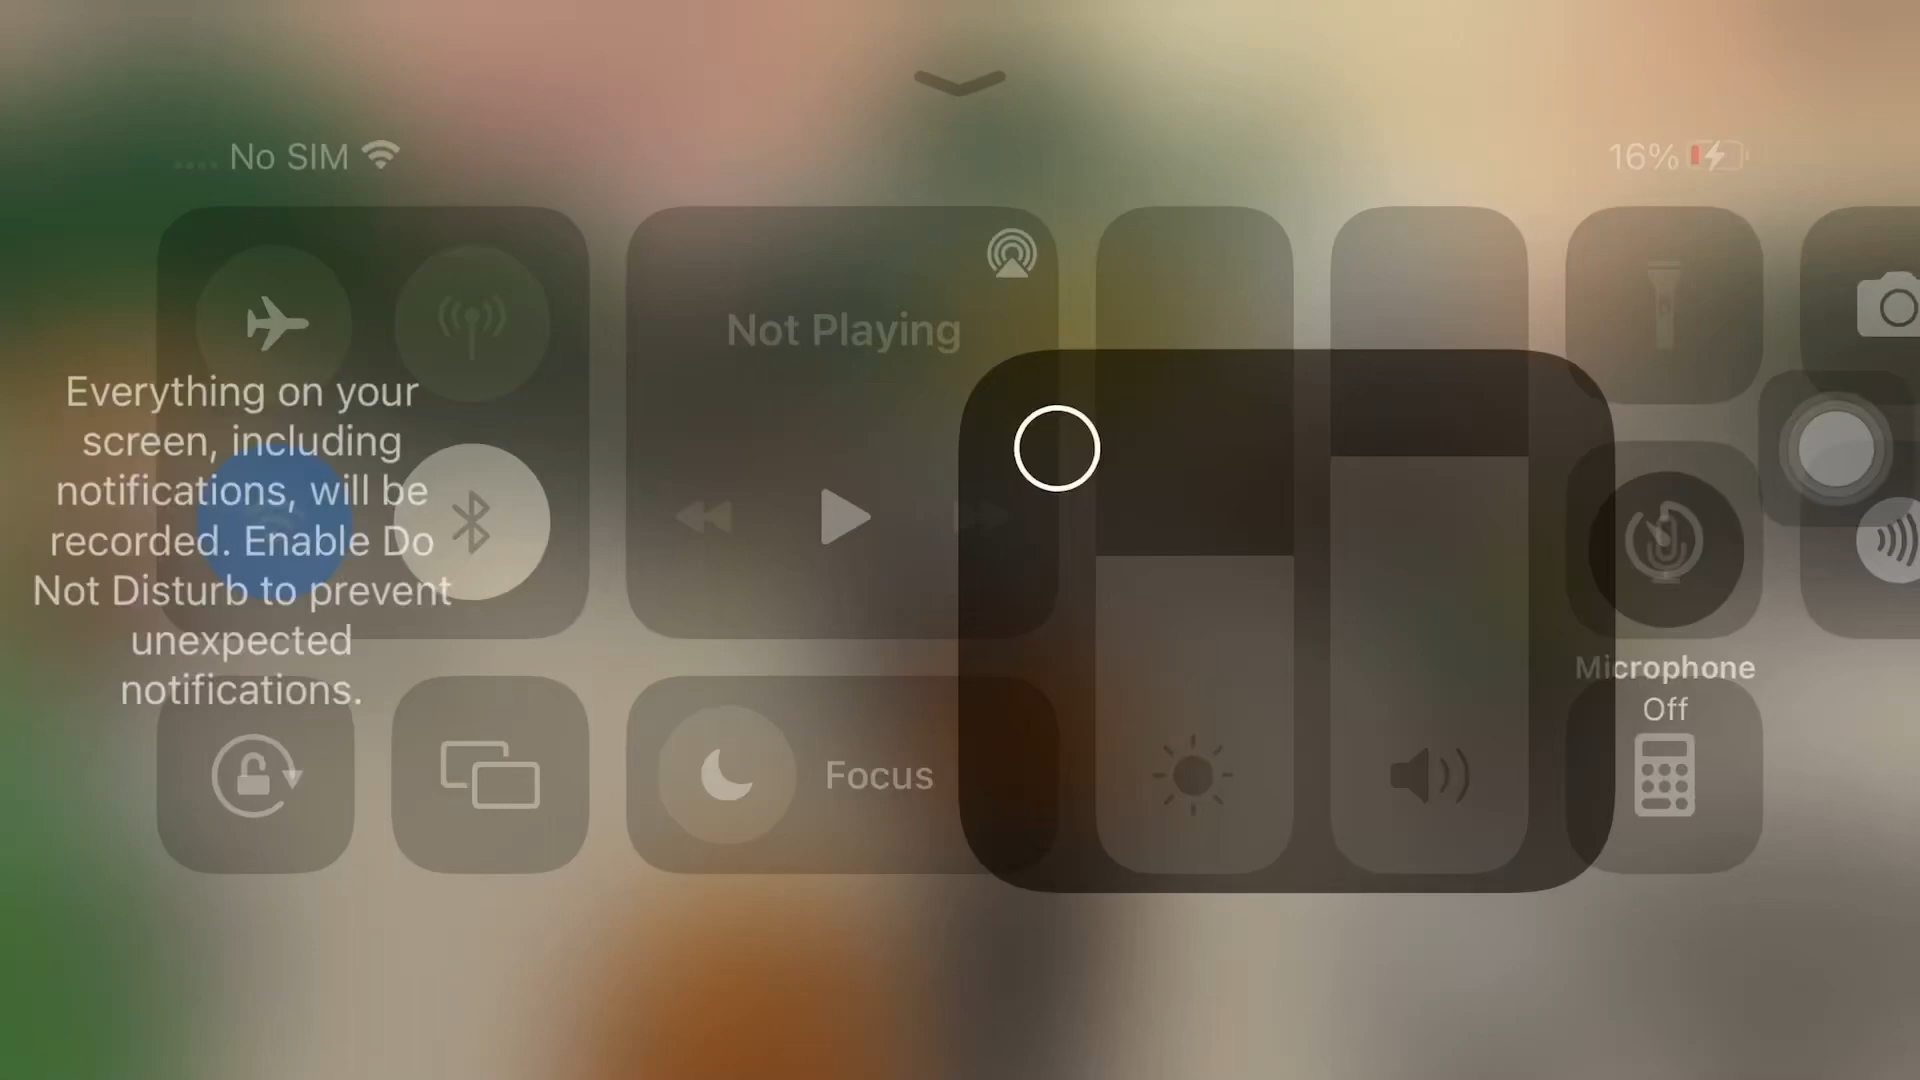 No SIM
16%
Not Playing
Everything on your
screen, including
notifications, will be
recorded. Enable Do
Not Disturb to prevent
unexpected
notifications.
Microphone
Off
Focus